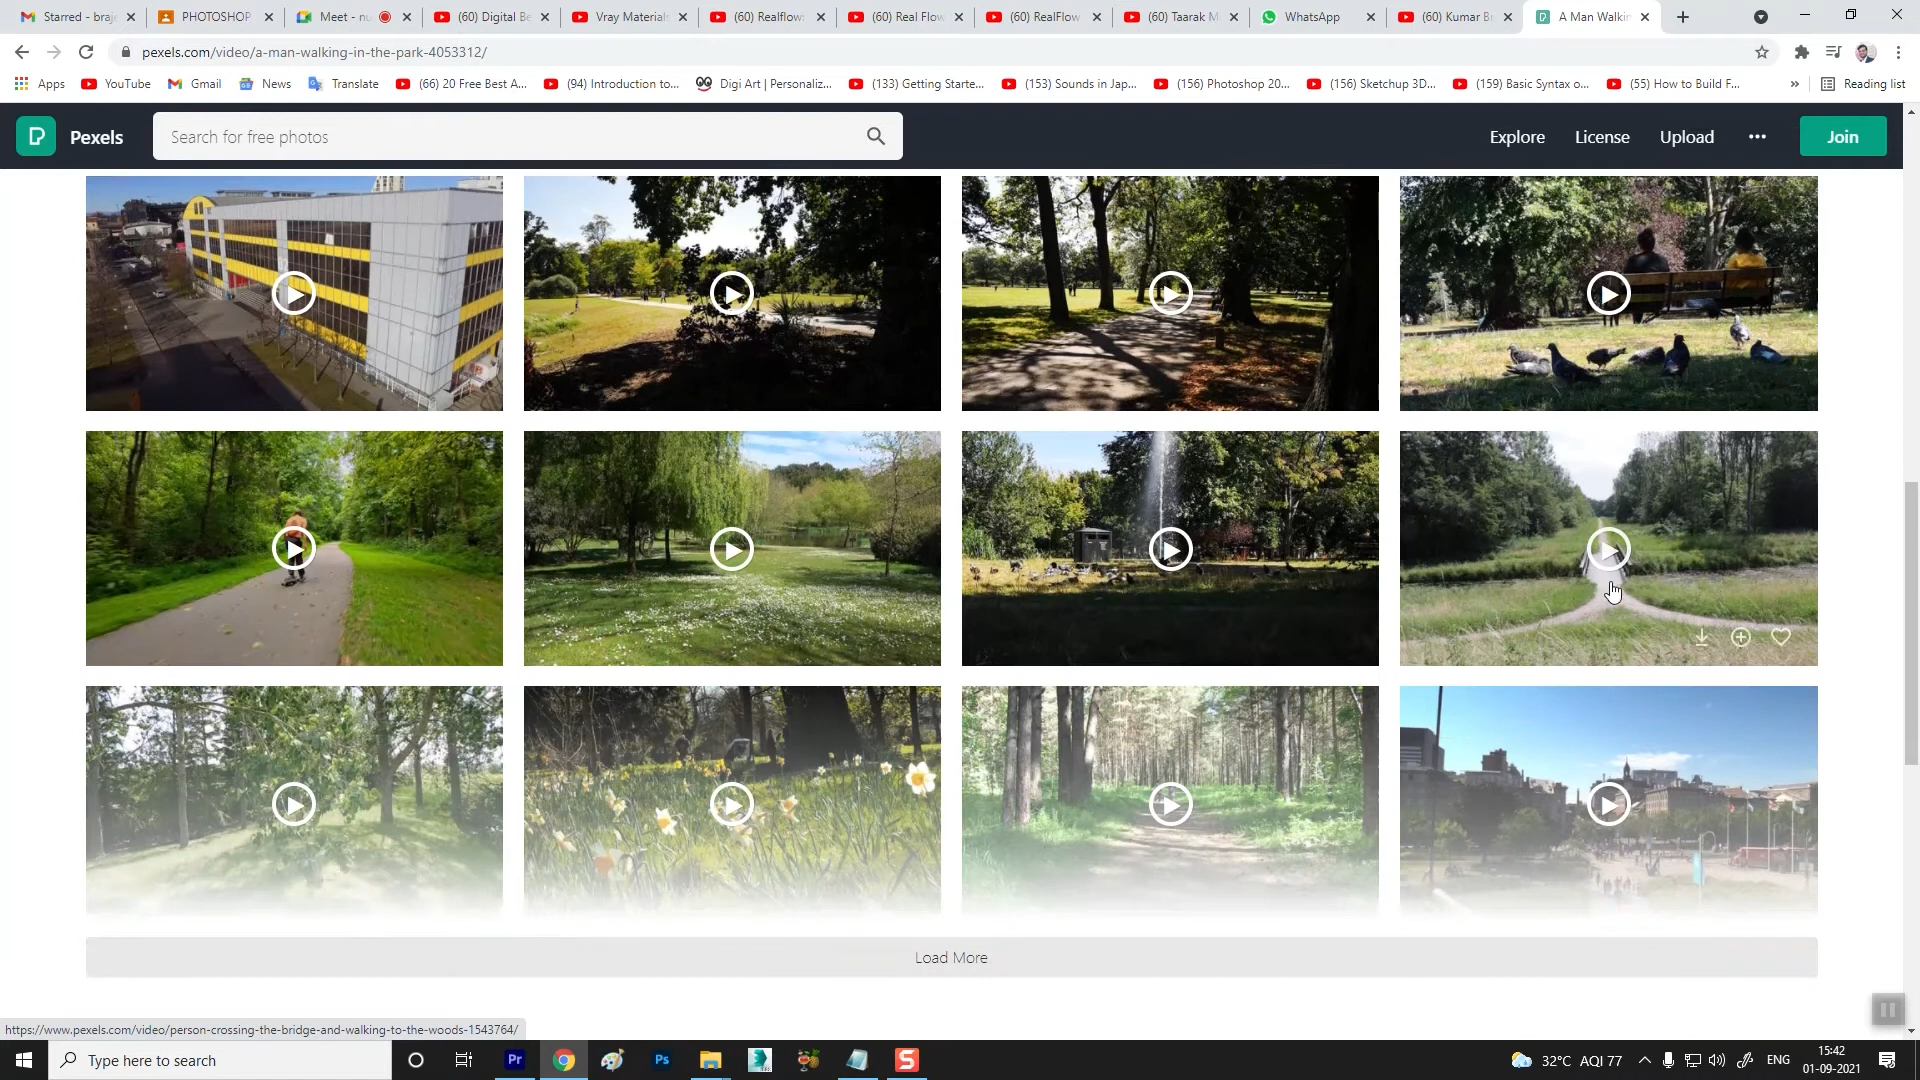 Starred - braje
PHOTOSHOP
Meet - nu
(60) Digital Be
Vray Material
(60) Realflow:
(60) Real Flow
(60) RealFlow
(60) Taarak M
WhatsApp
(60) Kumar B
A Man Walkin
pexels.com/video/a-man-walking-in-the-park-4053312/
Apps
YouTube
Gmail
News
Translate
(66) 20 Free Best A...
(94) Introduction to...
Digi Art | Personaliz...
(133) Getting Starte...
(153) Sounds in Jap...
(156) Photoshop 20...
(156) Sketchup 3D...
(159) Basic Syntax o...
(55) How to Build F...
»
Reading list
Pexels
Search for free photos
Explore
License
Upload
Join
Load More
https://www.pexels.com/video/person-crossing-the-bridge-and-walking-to-the-woods-1543764/
Type here to search
Pr
Ps
S
32°C AQI 77
ENG
15:42
01-09-2021